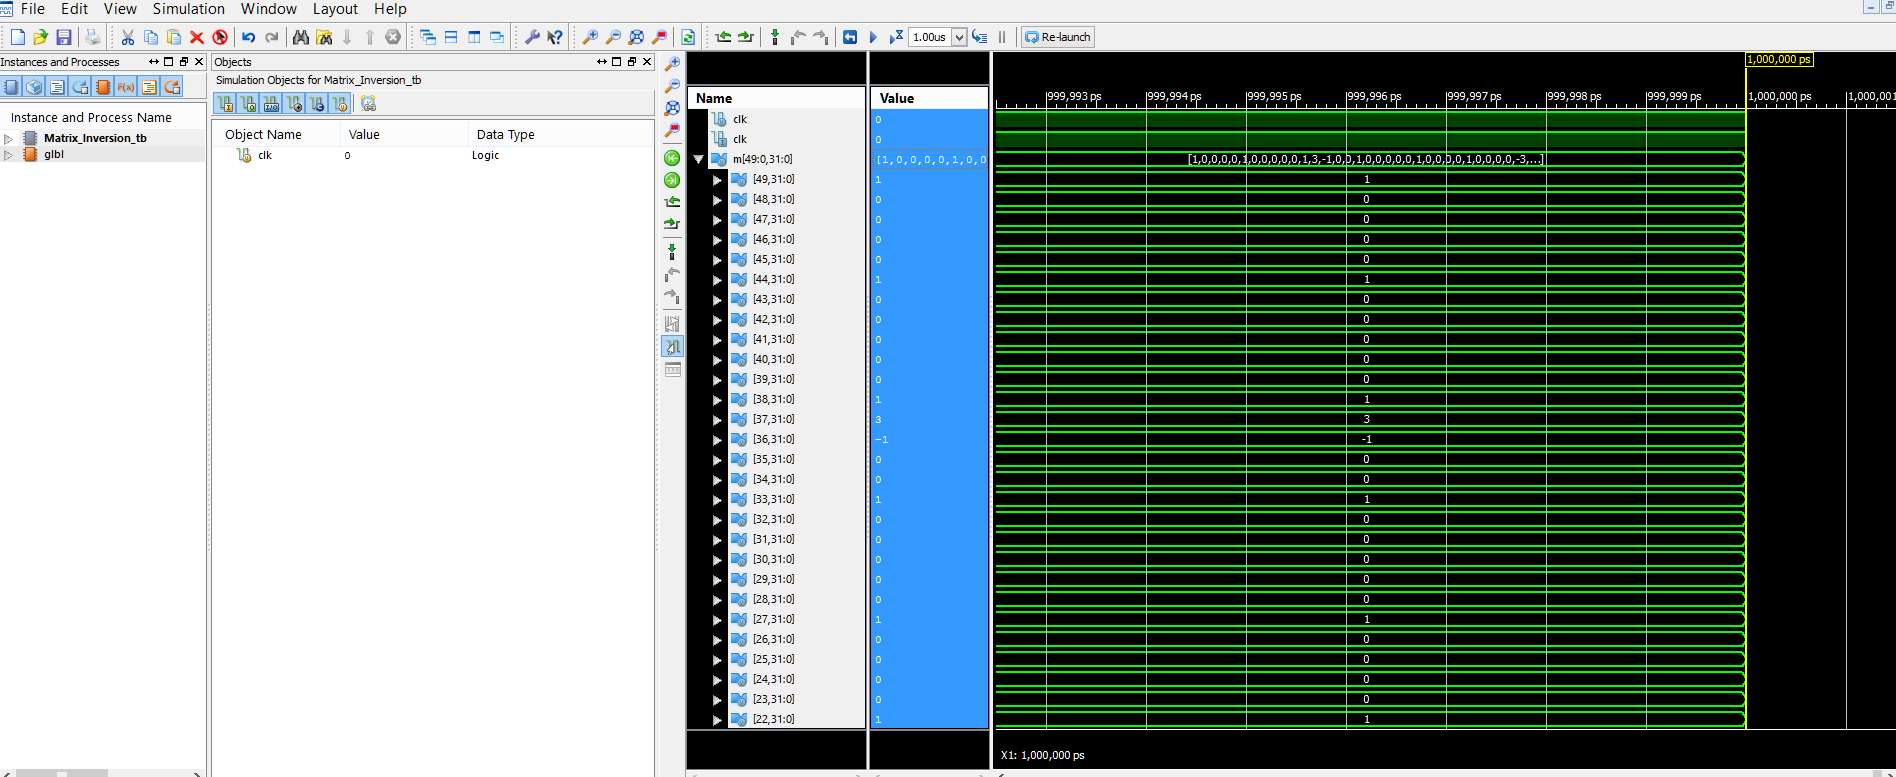 File Edit View Simulation Window Layout Help
1.00us Re-launch
Instances and Processes
Instance and Process Name
Matrix_Inversion_tb
glbl
Objects
Simulation Objects for Matrix_Inversion_tb
Object Name Value Data Type
clk 0 Logic
1,000,000 ps
999,993 ps 999,994 ps 999,995 ps 999,996 ps 999,997 ps 999,998 ps 999,999 ps 1,000,000 ps 1,000,001
Name Value
clk 0
clk 0
m[49:0,31:0] [1,0,0,0,0,1,0,0 [1,0,0,0,0,1,0,0,0,0,0,1,3,-1,0,0,1,0,0,0,0,0,1,0,0,0,0,1,0,0,0,0,-3,...]
[49,31:0] 1 1
[48,31:0] 0 0
[47,31:0] 0 0
[46,31:0] 0 0
[45,31:0] 0 0
[44,31:0] 1 1
[43,31:0] 0 0
[42,31:0] 0 0
[41,31:0] 0 0
[40,31:0] 0 0
[39,31:0] 0 0
[38,31:0] 1 1
[37,31:0] 3 3
[36,31:0] -1 -1
[35,31:0] 0 0
[34,31:0] 0 0
[33,31:0] 1 1
[32,31:0] 0 0
[31,31:0] 0 0
[30,31:0] 0 0
[29,31:0] 0 0
[28,31:0] 0 0
[27,31:0] 1 1
[26,31:0] 0 0
[25,31:0] 0 0
[24,31:0] 0 0
[23,31:0] 0 0
[22,31:0] 1 1
X1: 1,000,000 ps